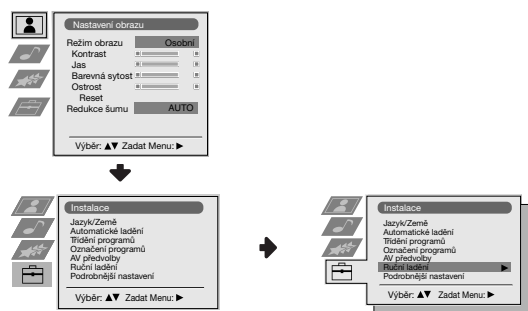 Nastavení obrazu
Režim obrazu Osobní
Kontrast
Jas
Barevná sytost
Ostrost
Reset
Redukce šumu AUTO
Výběr: ▲▼ Zadat Menu: ▶
Instalace
Jazyk/Země
Automatické ladění
Třídění programů
Označení programů
AV předvolby
Ruční ladění
Podrobnější nastavení
Výběr: ▲▼ Zadat Menu: ▶
Instalace
Jazyk/Země
Automatické ladění
Třídění programů
Označení programů
AV předvolby
Ruční ladění ▶
Podrobnější nastavení
Výběr: ▲▼ Zadat Menu: ▶